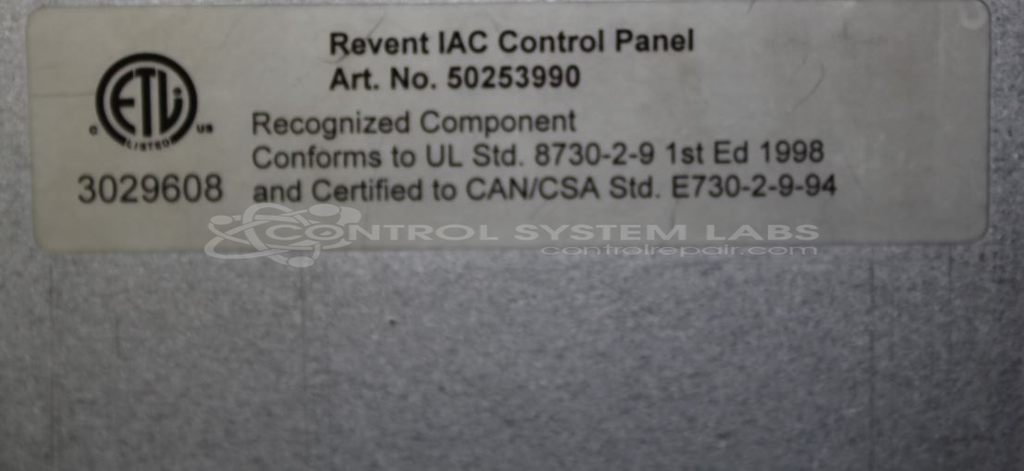 Revent IAC Control Panel
Art. No. 50253990
ETL
C US
LISTED
3029608
Recognized Component
Conforms to UL Std. 8730-2-9 1st Ed 1998
and Certified to CAN/CSA Std. E730-2-9-94
CONTROL SYSTEM LABS
controlrepair.com